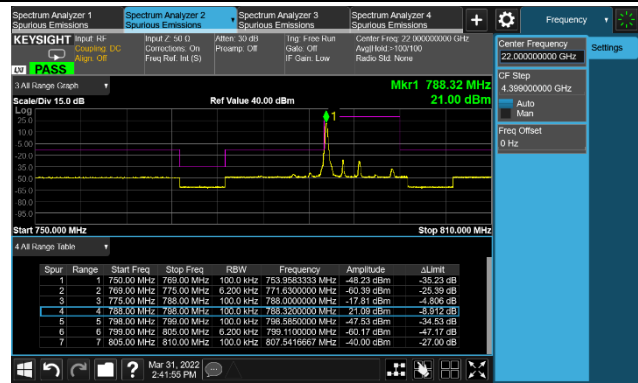 Spectrum Analyzer 1
Spurious Emissions
Spectrum Analyzer 2
Spurious Emissions
Spectrum Analyzer 3
Spurious Emissions
Spectrum Analyzer 4
Spurious Emissions
Frequency
KEYSIGHT Input: RF
Coupling: DC
Align: Off
Input Z: 50 Ω
Corrections: On
Freq Ref: Int (S)
Atten: 30 dB
Preamp: Off
Trig: Free Run
Gate: Off
IF Gain: Low
Center Freq: 22.000000000 GHz
Avg|Hold:>100/100
Radio Std: None
LXI PASS
Center Frequency
22.000000000 GHz
Settings
CF Step
4.399000000 GHz
Auto
Man
Freq Offset
0 Hz
3 All Range Graph
Mkr1 788.32 MHz
21.00 dBm
Scale/Div 15.0 dB
Ref Value 40.00 dBm
Log
25.0
10.0
-5.00
-20.0
-35.0
-50.0
-65.0
-80.0
-95.0
1
Start 750.000 MHz
Stop 810.000 MHz
4 All Range Table
Spur Range Start Freq Stop Freq RBW Frequency Amplitude ΔLimit
1 1 750.00 MHz 769.00 MHz 100.0 kHz 753.9583333 MHz -48.23 dBm -35.23 dB
2 2 769.00 MHz 775.00 MHz 6.200 kHz 771.6300000 MHz -60.39 dBm -25.39 dB
3 3 775.00 MHz 788.00 MHz 100.0 kHz 788.0000000 MHz -17.81 dBm -4.806 dB
4 4 788.00 MHz 798.00 MHz 100.0 kHz 788.3200000 MHz 21.09 dBm -8.912 dB
5 5 798.00 MHz 799.00 MHz 100.0 kHz 798.5850000 MHz -47.53 dBm -34.53 dB
6 6 799.00 MHz 805.00 MHz 6.200 kHz 799.1100000 MHz -60.17 dBm -47.17 dB
7 7 805.00 MHz 810.00 MHz 100.0 kHz 807.5416667 MHz -40.00 dBm -27.00 dB
Mar 31, 2022
2:41:55 PM